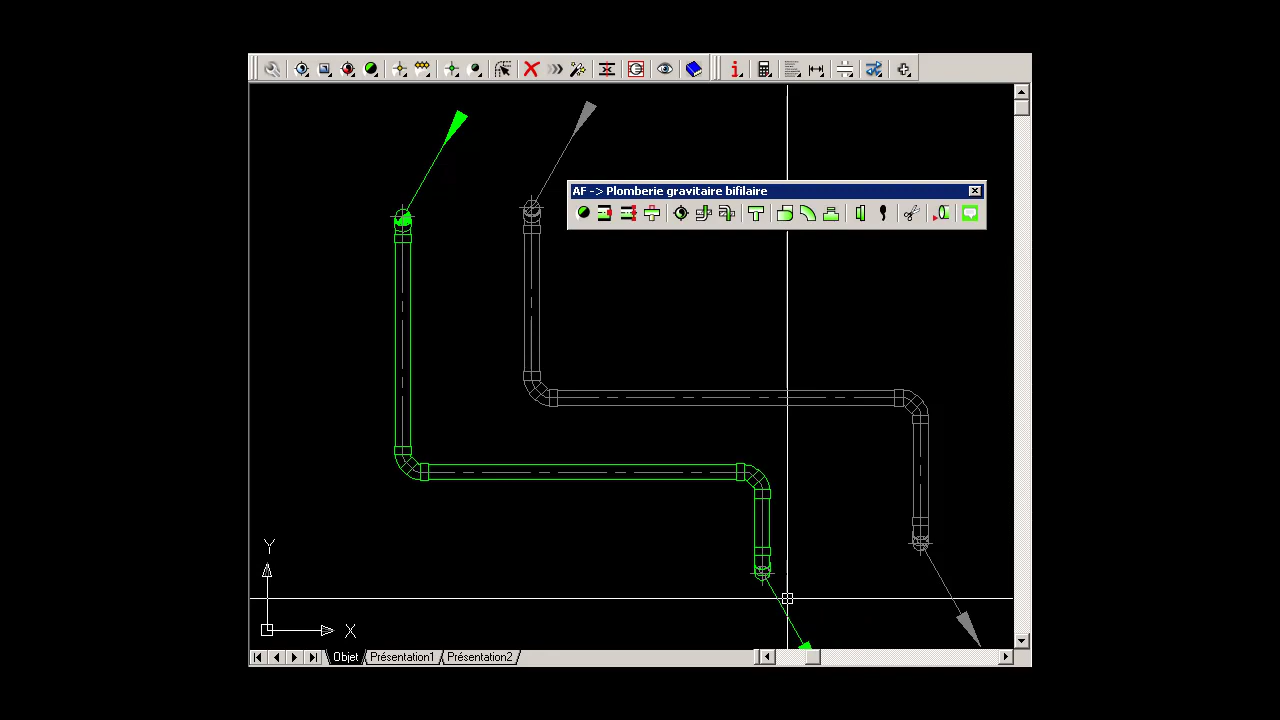 AF -> Plomberie gravitaire bifilaire
Y
X
Objet
Présentation1
Présentation2